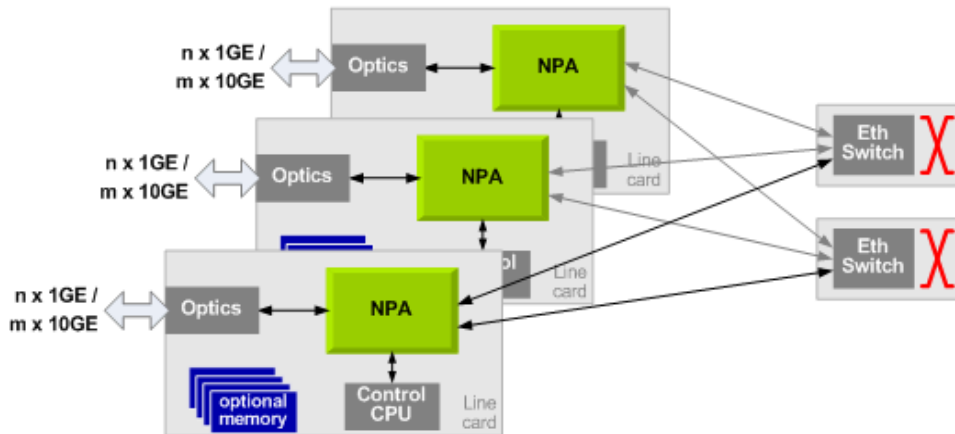 n x 1GE /
m x 10GE
Optics
NPA
Line
card
n x 1GE /
m x 10GE
Optics
NPA
Line
card
n x 1GE /
m x 10GE
Optics
NPA
optional
memory
Control
CPU
Line
card
Eth
Switch
Eth
Switch